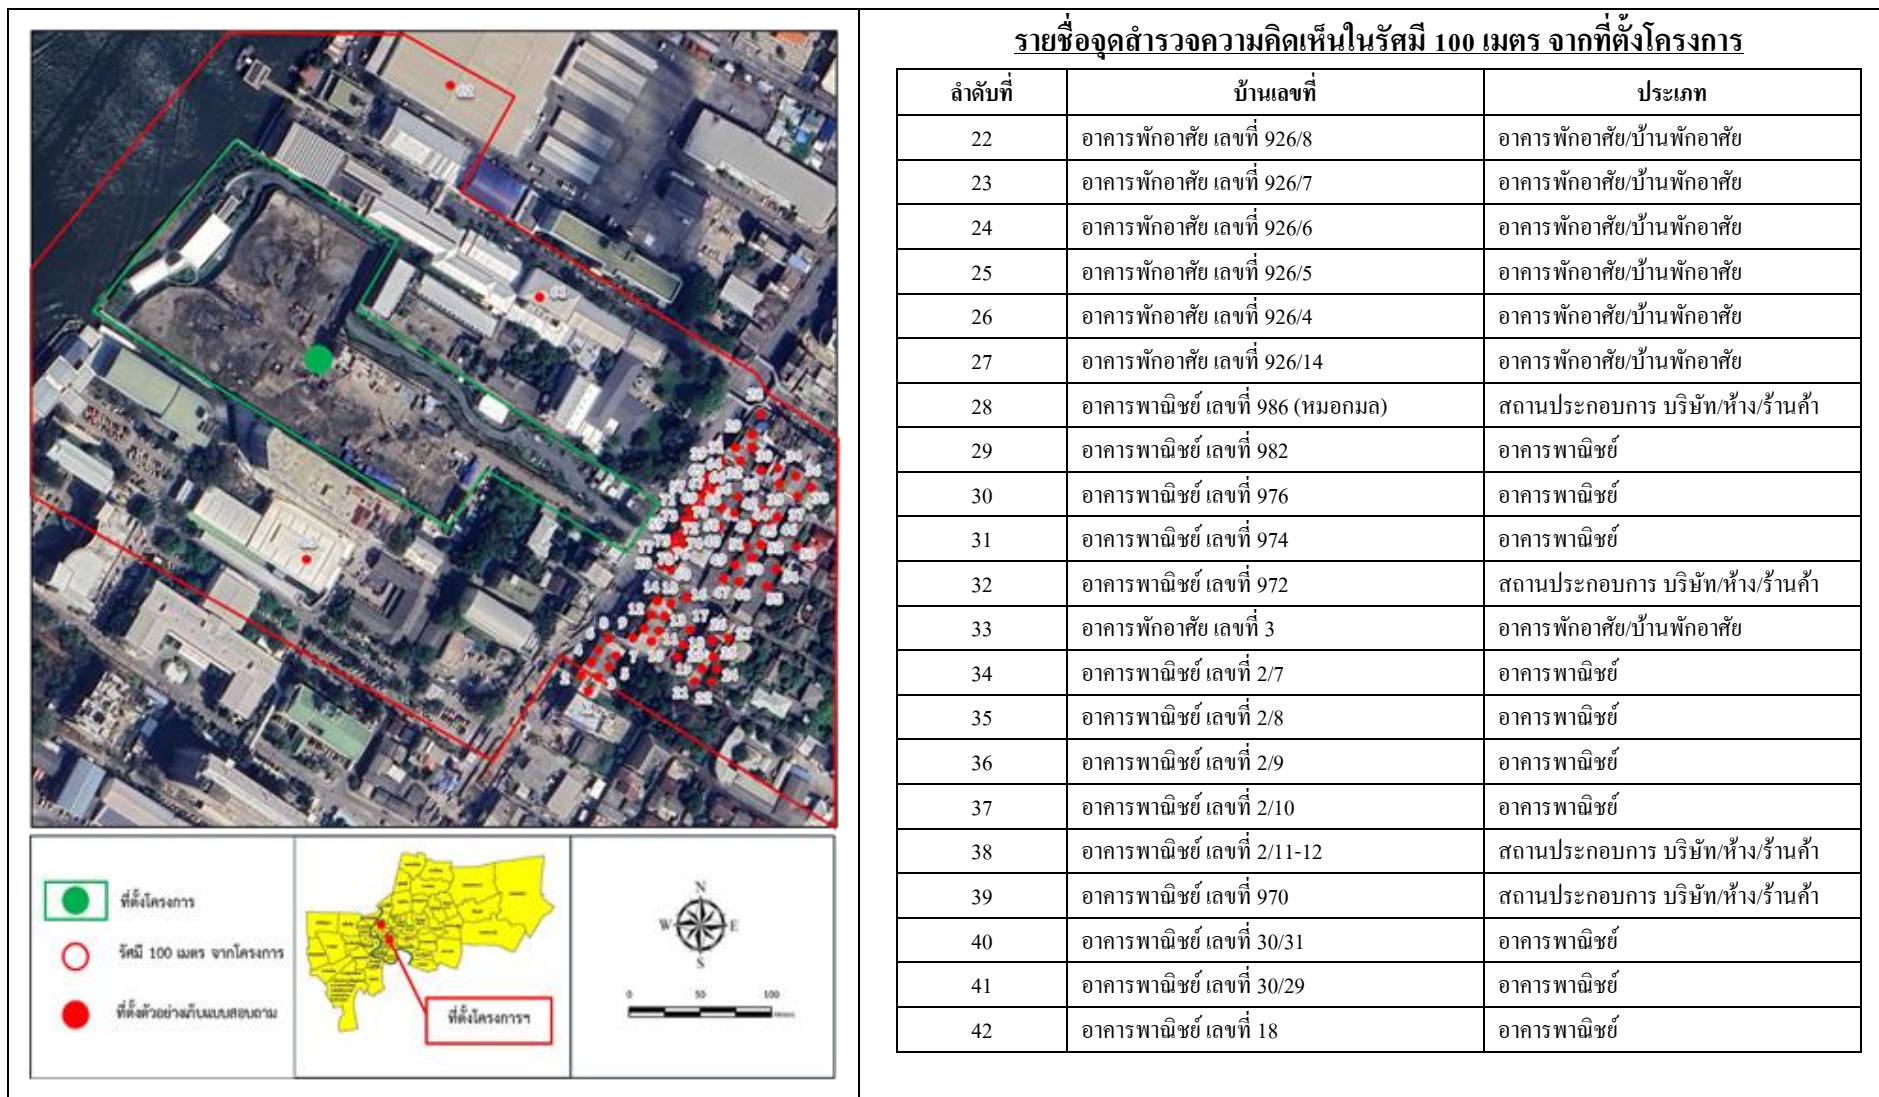 ที่ตั้งโครงการ
รัศมี 100 เมตร จากโครงการ
ที่ตั้งตัวอย่างเก็บแบบสอบถาม
ที่ตั้งโครงการฯ
N
W E
S
0 50 100
รายชื่อจุดสำรวจความคิดเห็นในรัศมี 100 เมตร จากที่ตั้งโครงการ
ลำดับที่ บ้านเลขที่ ประเภท
22 อาคารพักอาศัย เลขที่ 926/8 อาคารพักอาศัย/บ้านพักอาศัย
23 อาคารพักอาศัย เลขที่ 926/7 อาคารพักอาศัย/บ้านพักอาศัย
24 อาคารพักอาศัย เลขที่ 926/6 อาคารพักอาศัย/บ้านพักอาศัย
25 อาคารพักอาศัย เลขที่ 926/5 อาคารพักอาศัย/บ้านพักอาศัย
26 อาคารพักอาศัย เลขที่ 926/4 อาคารพักอาศัย/บ้านพักอาศัย
27 อาคารพักอาศัย เลขที่ 926/14 อาคารพักอาศัย/บ้านพักอาศัย
28 อาคารพาณิชย์ เลขที่ 986 (หมอกมล) สถานประกอบการ บริษัท/ห้าง/ร้านค้า
29 อาคารพาณิชย์ เลขที่ 982 อาคารพาณิชย์
30 อาคารพาณิชย์ เลขที่ 976 อาคารพาณิชย์
31 อาคารพาณิชย์ เลขที่ 974 อาคารพาณิชย์
32 อาคารพาณิชย์ เลขที่ 972 สถานประกอบการ บริษัท/ห้าง/ร้านค้า
33 อาคารพักอาศัย เลขที่ 3 อาคารพักอาศัย/บ้านพักอาศัย
34 อาคารพาณิชย์ เลขที่ 2/7 อาคารพาณิชย์
35 อาคารพาณิชย์ เลขที่ 2/8 อาคารพาณิชย์
36 อาคารพาณิชย์ เลขที่ 2/9 อาคารพาณิชย์
37 อาคารพาณิชย์ เลขที่ 2/10 อาคารพาณิชย์
38 อาคารพาณิชย์ เลขที่ 2/11-12 สถานประกอบการ บริษัท/ห้าง/ร้านค้า
39 อาคารพาณิชย์ เลขที่ 970 สถานประกอบการ บริษัท/ห้าง/ร้านค้า
40 อาคารพาณิชย์ เลขที่ 30/31 อาคารพาณิชย์
41 อาคารพาณิชย์ เลขที่ 30/29 อาคารพาณิชย์
42 อาคารพาณิชย์ เลขที่ 18 อาคารพาณิชย์